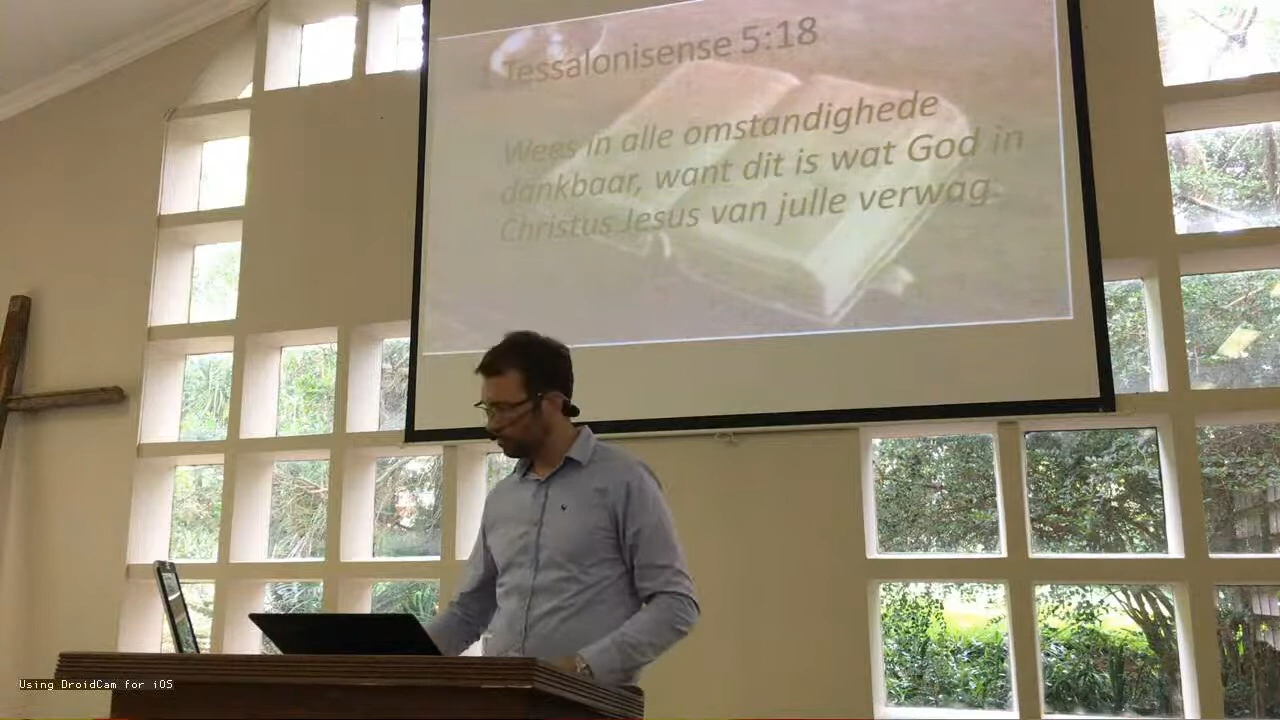 1 Tessalonisense 5:18
Wees in alle omstandighede
dankbaar, want dit is wat God in
Christus Jesus van julle verwag.
Using DroidCam for iOS